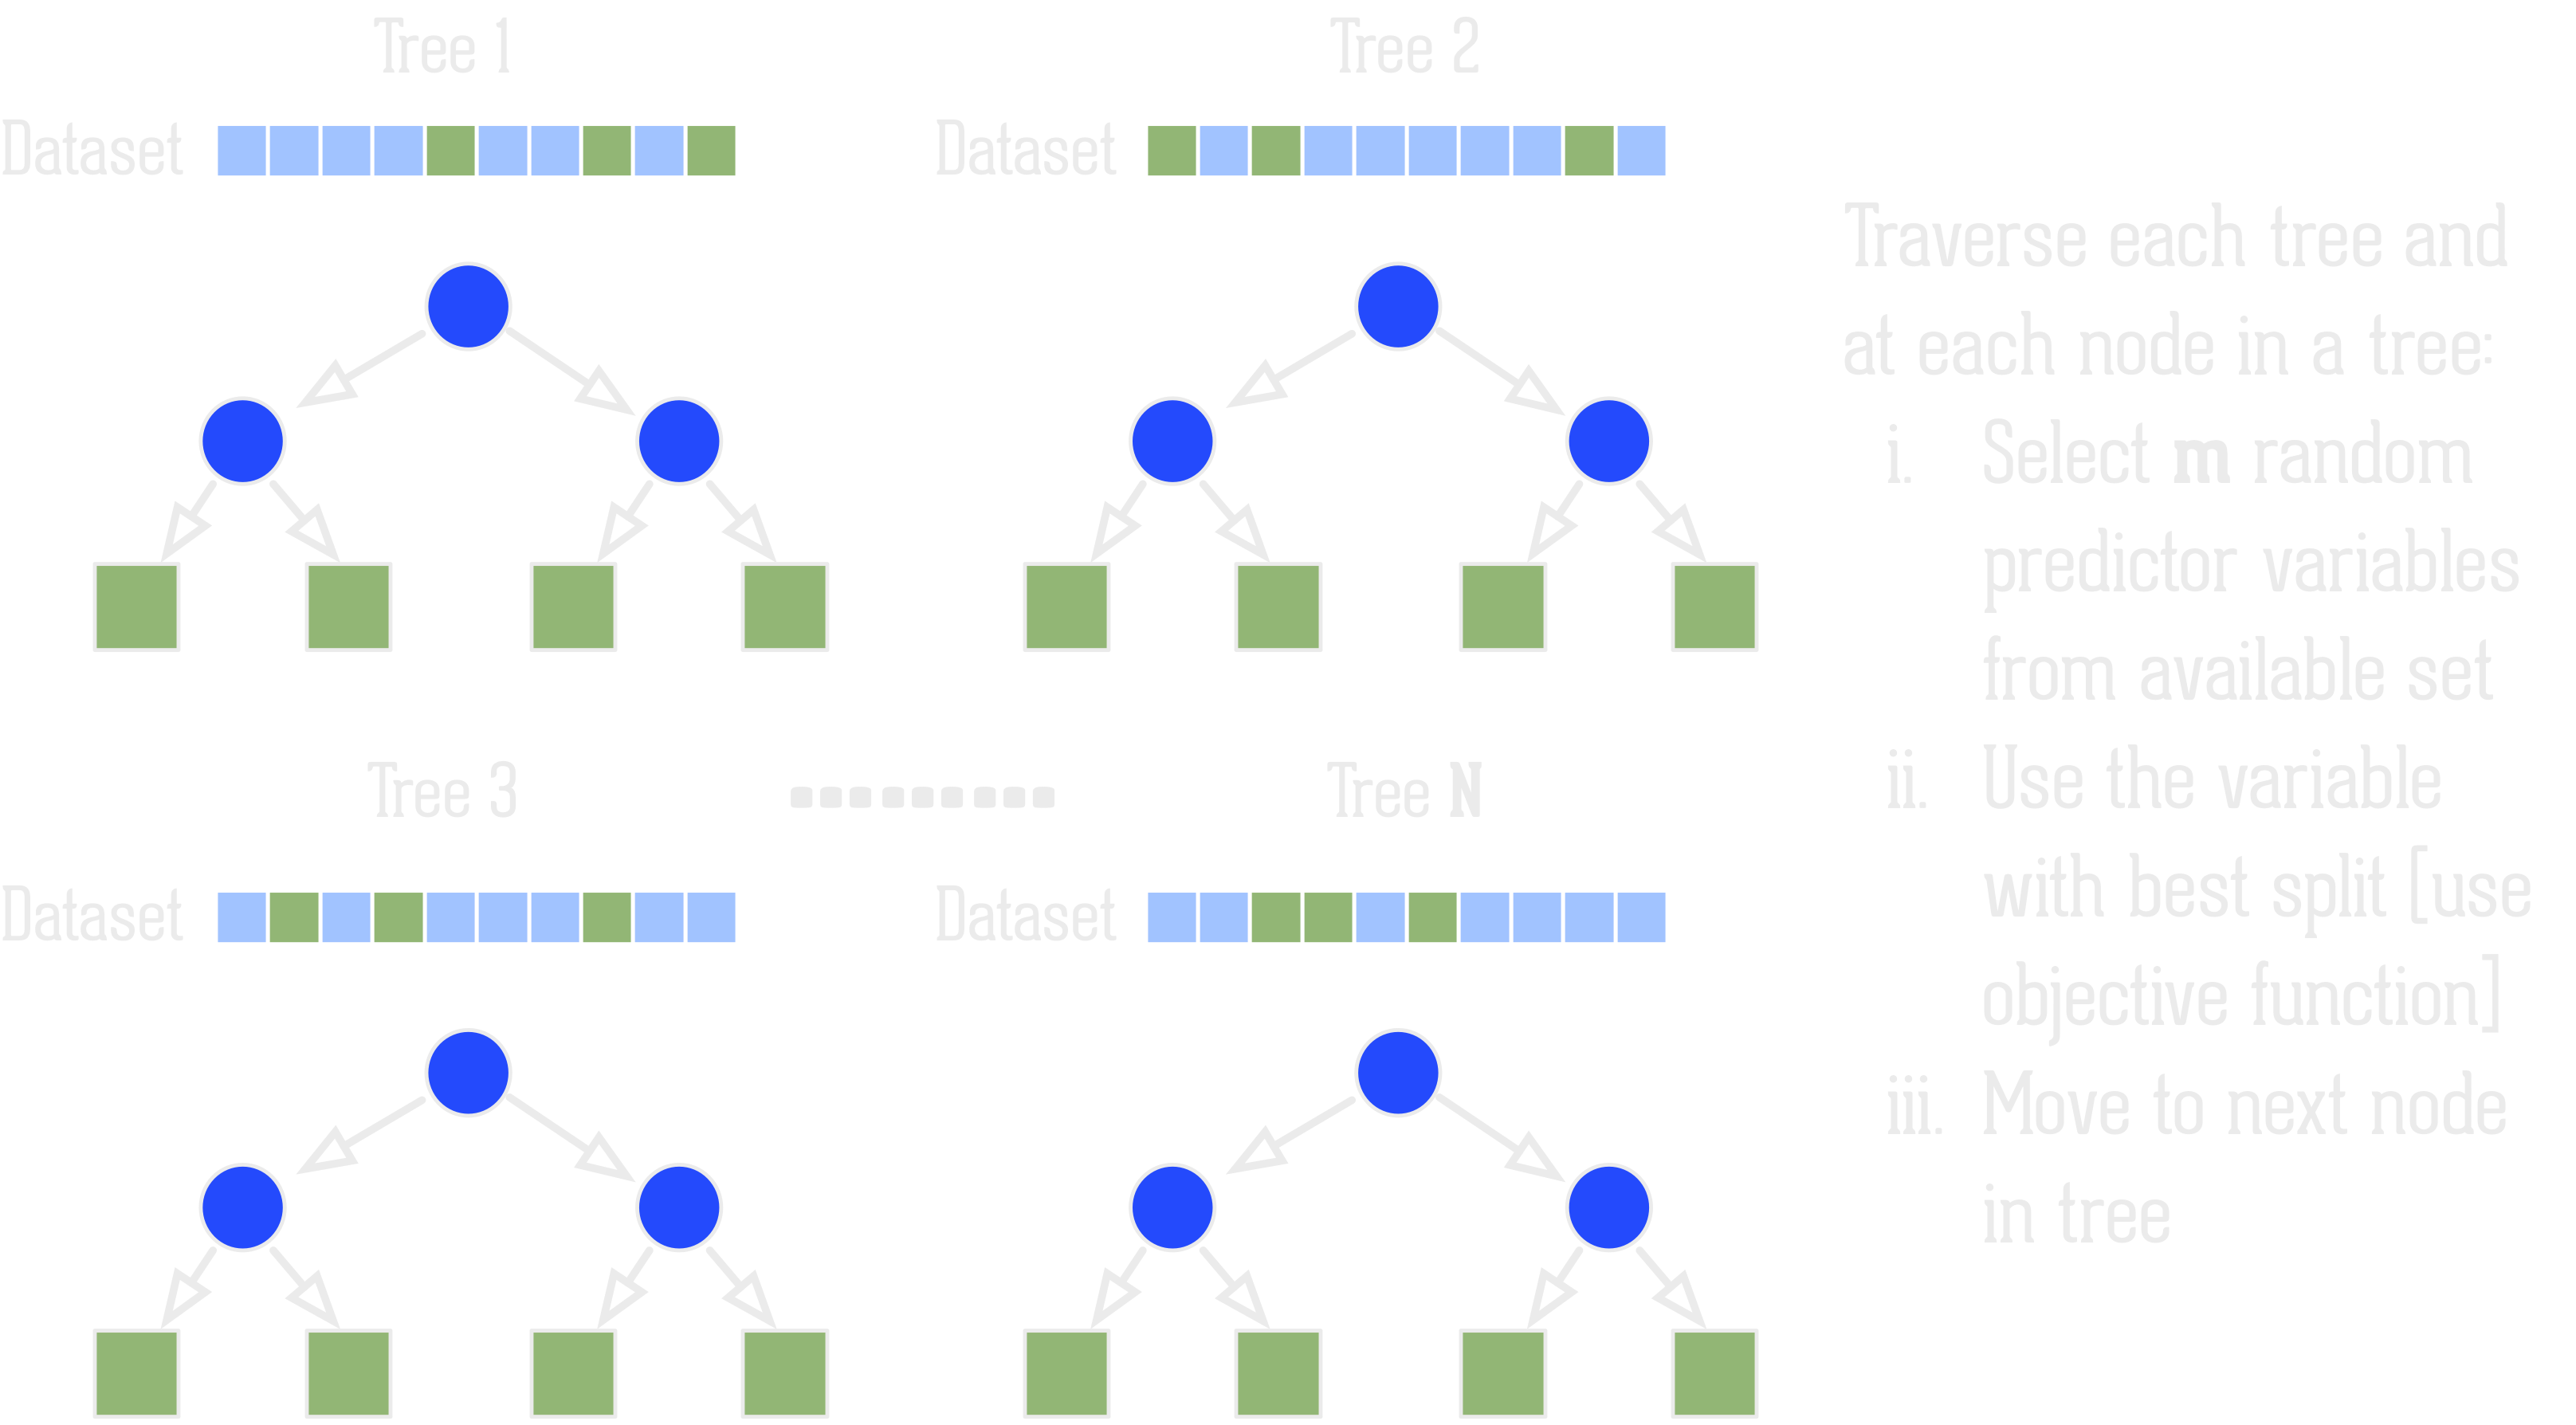 Tree 1
Tree 2
Dataset
Dataset
Tree 3
Tree N
Dataset
Dataset
Traverse each tree and
at each node in a tree:
i. Select m random
predictor variables
from available set
ii. Use the variable
with best split [use
objective function]
iii. Move to next node
in tree